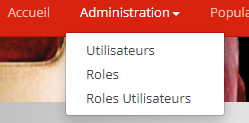 Accueil Administration Popula
Utilisateurs
Roles
Roles Utilisateurs